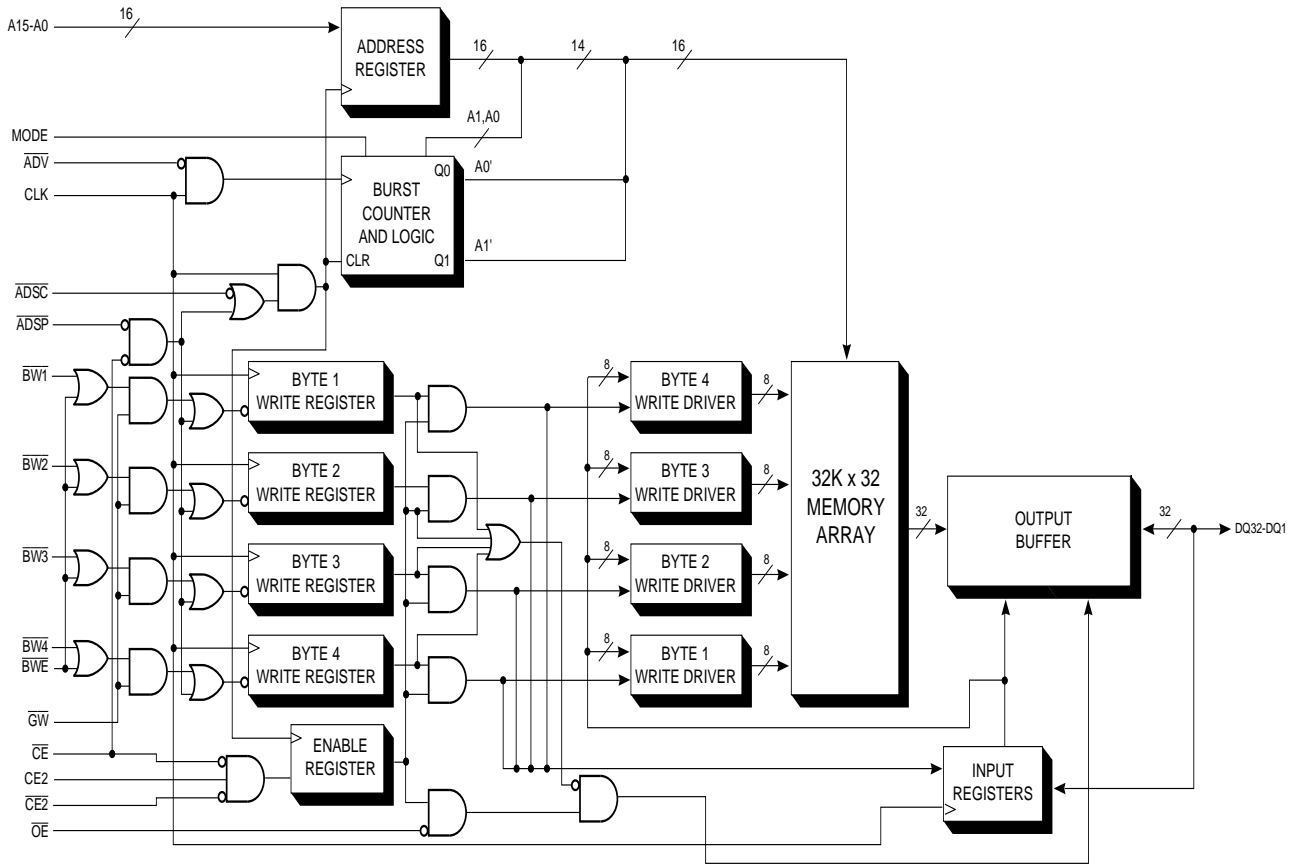 A15-A0
16
ADDRESS
REGISTER
16
14
16
MODE
A1,A0
ADV
CLK
Q0
A0'
BURST
COUNTER
AND LOGIC
A1'
CLR
Q1
ADSC
ADSP
BW1
BYTE 1
WRITE REGISTER
8
BYTE 4
WRITE DRIVER
8
BW2
BYTE 2
WRITE REGISTER
8
BYTE 3
WRITE DRIVER
8
32K x 32
MEMORY
ARRAY
32
OUTPUT
BUFFER
32
DQ32-DQ1
BW3
BYTE 3
WRITE REGISTER
8
BYTE 2
WRITE DRIVER
8
BW4
BWE
BYTE 4
WRITE REGISTER
8
BYTE 1
WRITE DRIVER
8
GW
CE
ENABLE
REGISTER
CE2
CE2
INPUT
REGISTERS
OE